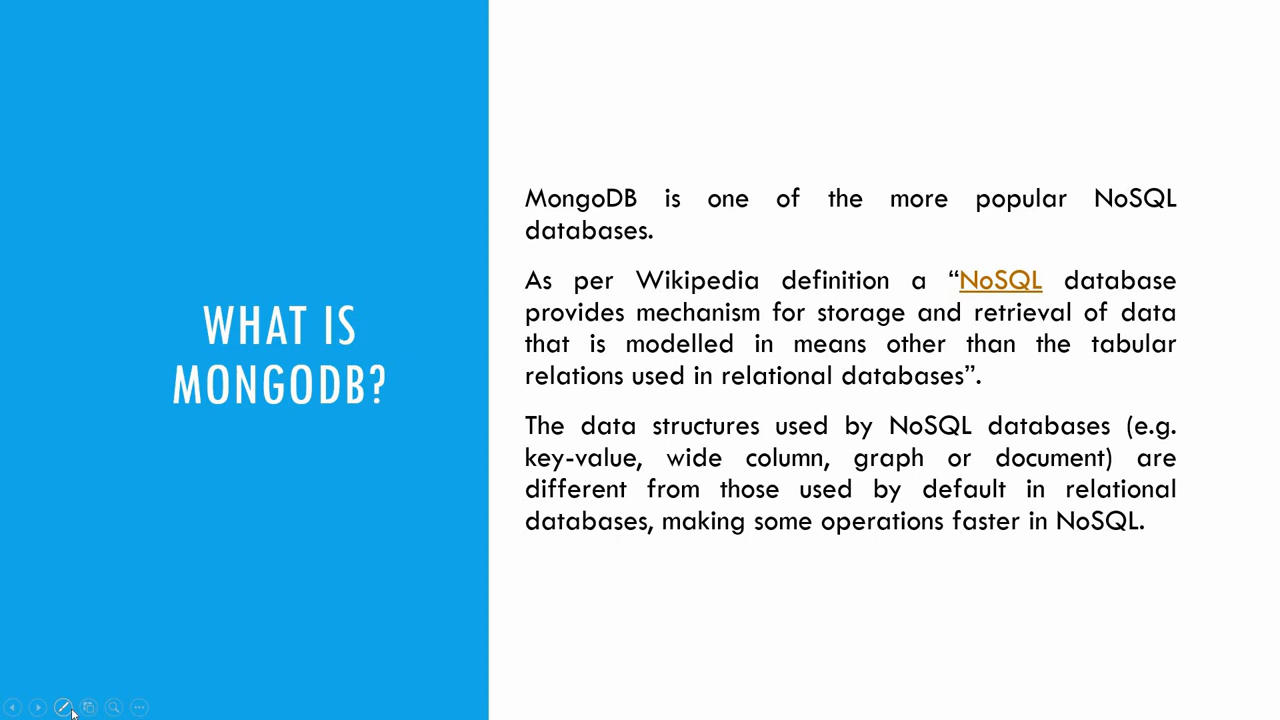 WHAT IS
MONGODB?
MongoDB is one of the more popular NoSQL
databases.
As per Wikipedia definition a “NoSQL database
provides mechanism for storage and retrieval of data
that is modelled in means other than the tabular
relations used in relational databases”.
The data structures used by NoSQL databases (e.g.
key-value, wide column, graph or document) are
different from those used by default in relational
databases, making some operations faster in NoSQL.